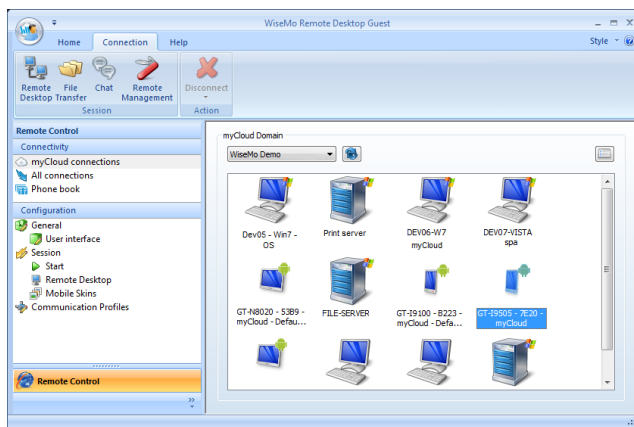 WiseMo Remote Desktop Guest
Home Connection Help
Style
Remote Desktop
File Transfer
Chat
Remote Management
Disconnect
Session
Action
Remote Control
Connectivity
myCloud connections
All connections
Phone book
Configuration
General
User interface
Session
Start
Remote Desktop
Mobile Skins
Communication Profiles
Remote Control
myCloud Domain
WiseMo Demo
Dev05 - Win7 -
OS
Print server
DEV06-W7
myCloud
DEV07-VISTA
spa
GT-N8020 - 53B9 -
myCloud - Defau...
FILE-SERVER
GT-I9100 - B223 -
myCloud - Defa...
GT-I9505 - 7E20 -
myCloud